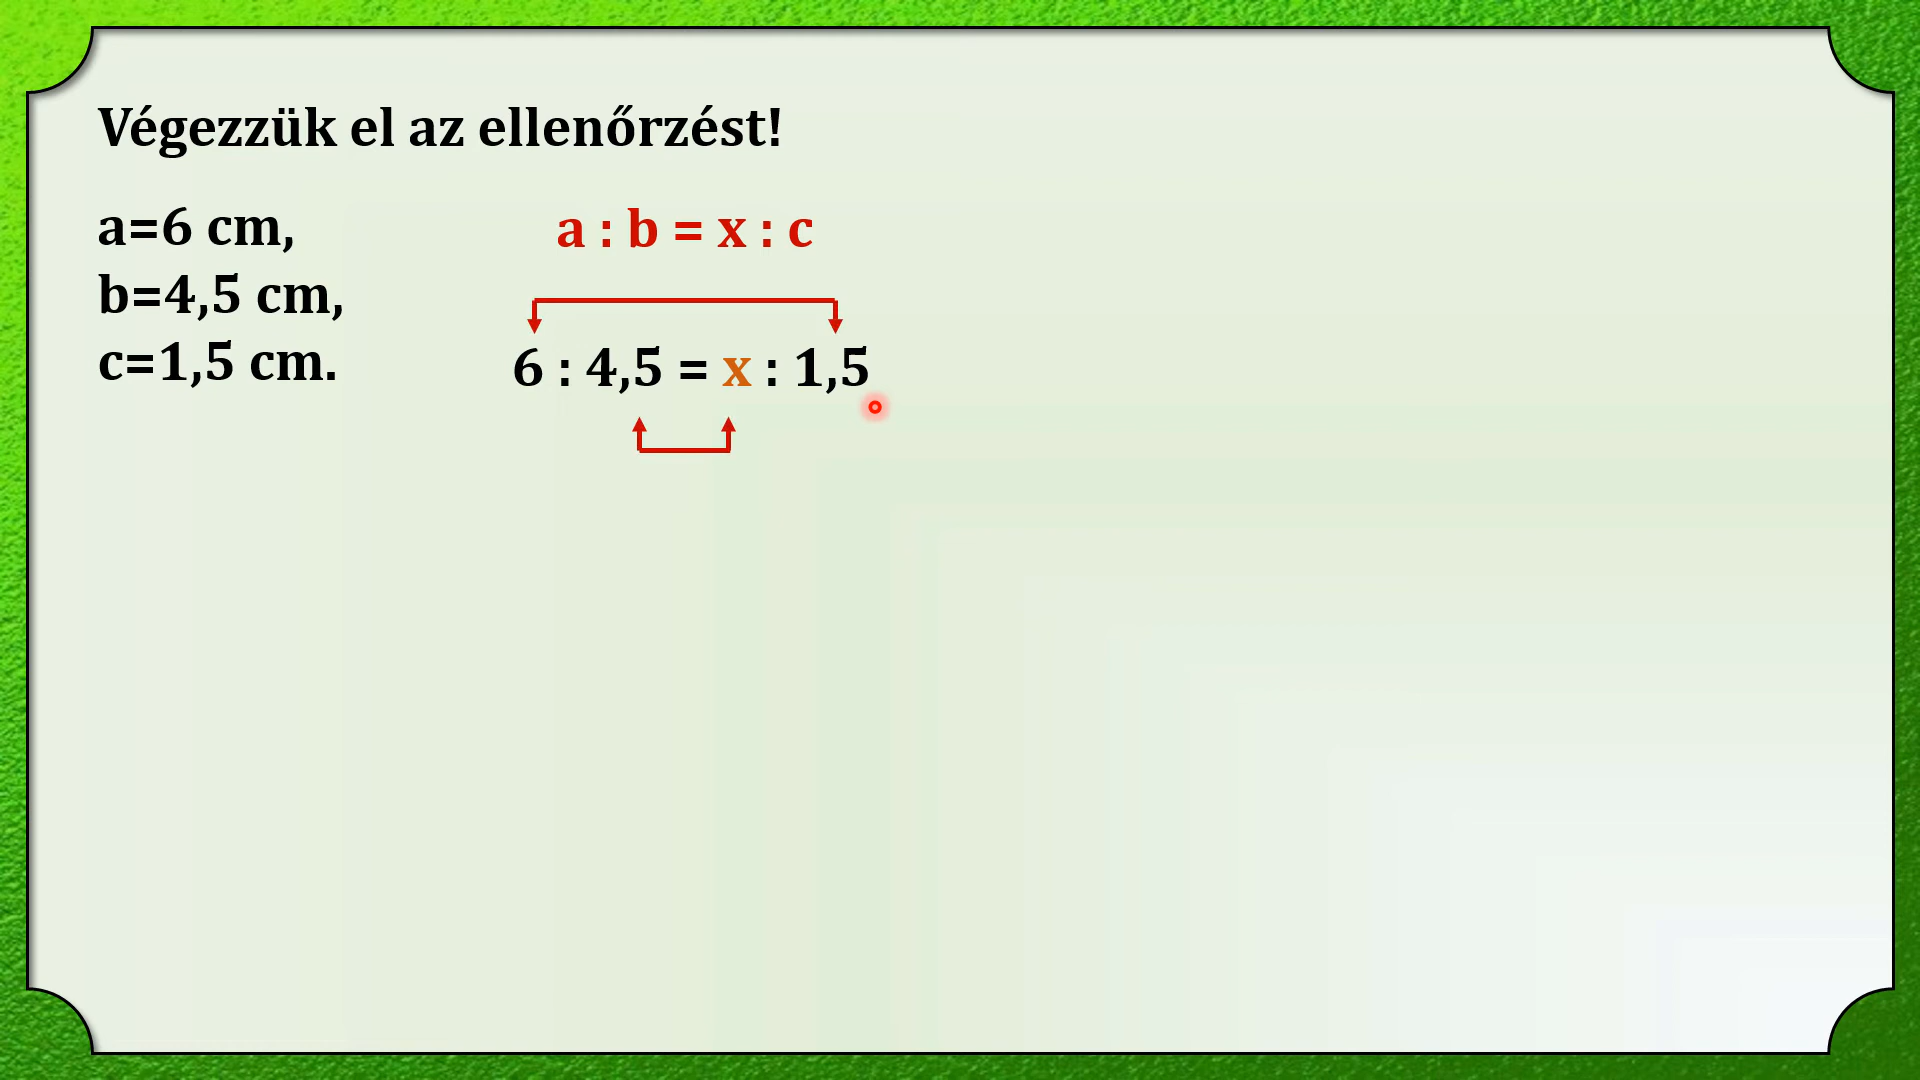 Végezzük el az ellenőrzést!
a=6 cm,
b=4,5 cm,
c=1,5 cm.
a : b = x : c
6 : 4,5 = x : 1,5